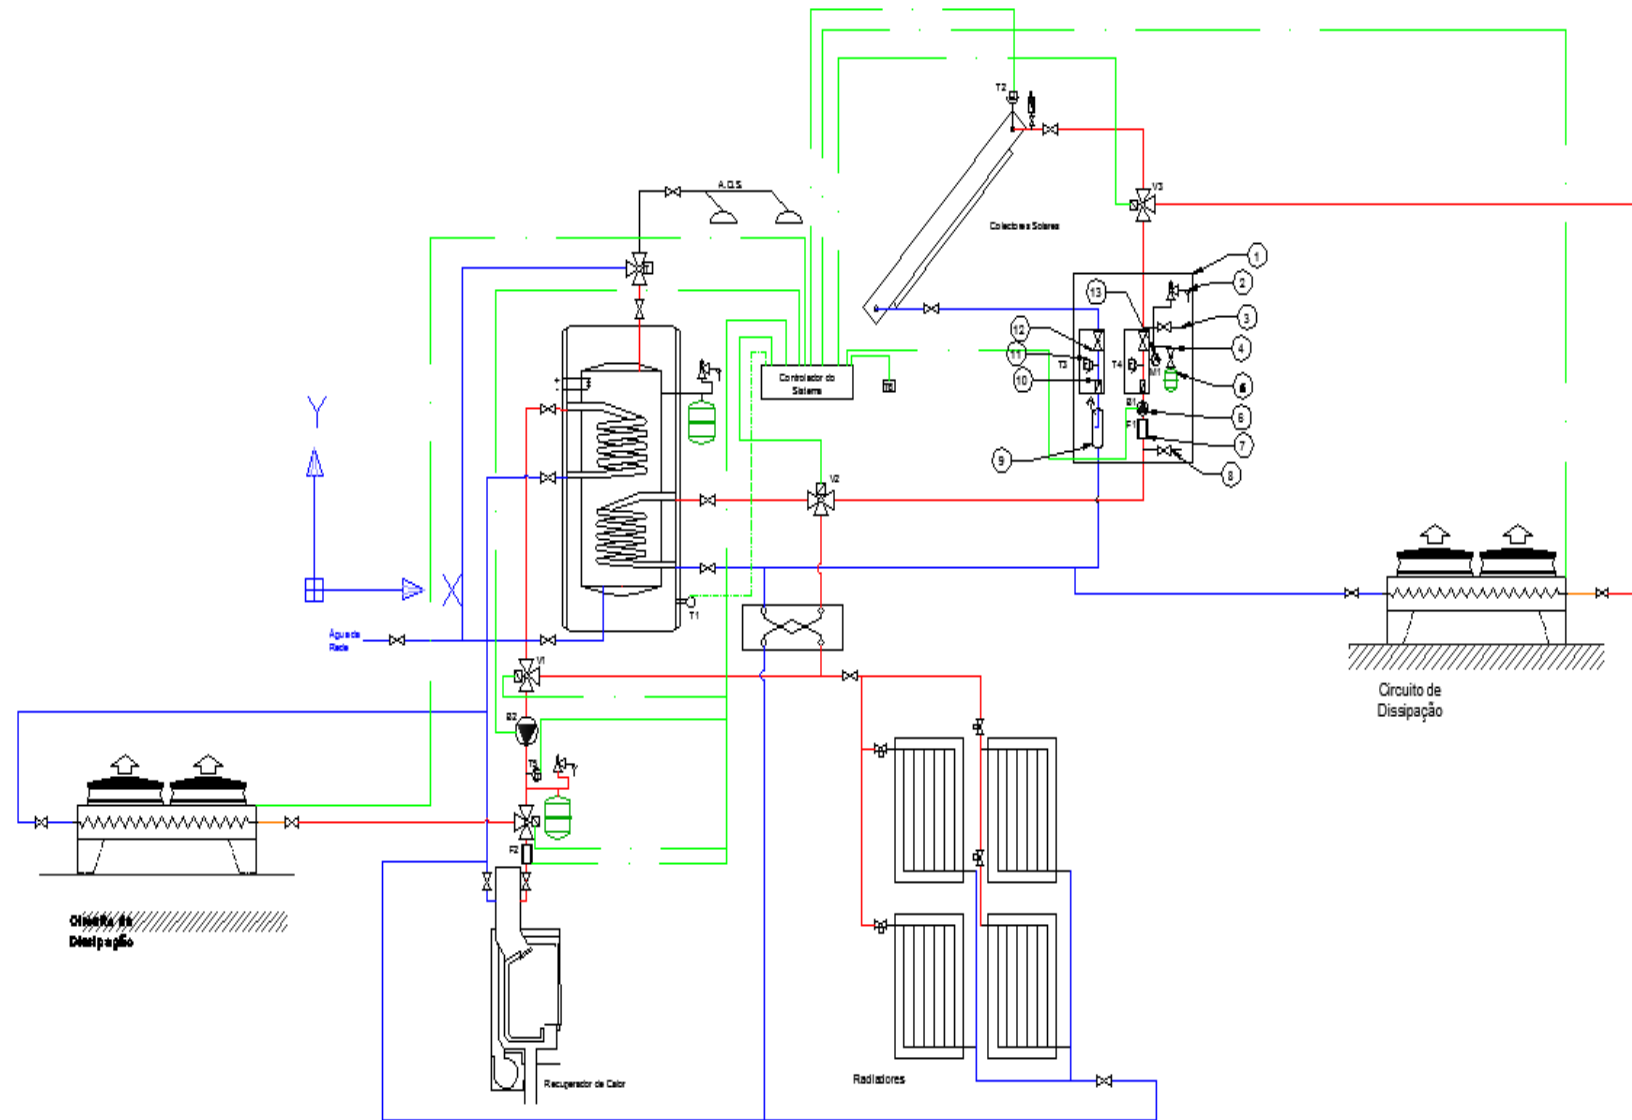 T2
V3
A.Q.S.
Colectores Solares
1
2
13
3
12
11
T3
T4
4
M1
10
5
Controlador do
Sistema
B1
6
F1
7
9
8
V2
Y
X
T1
Água da
Rede
V1
B2
F2
Circuito de
Dissipação
Circuito de
Dissipação
Recuperador de Calor
Radiadores